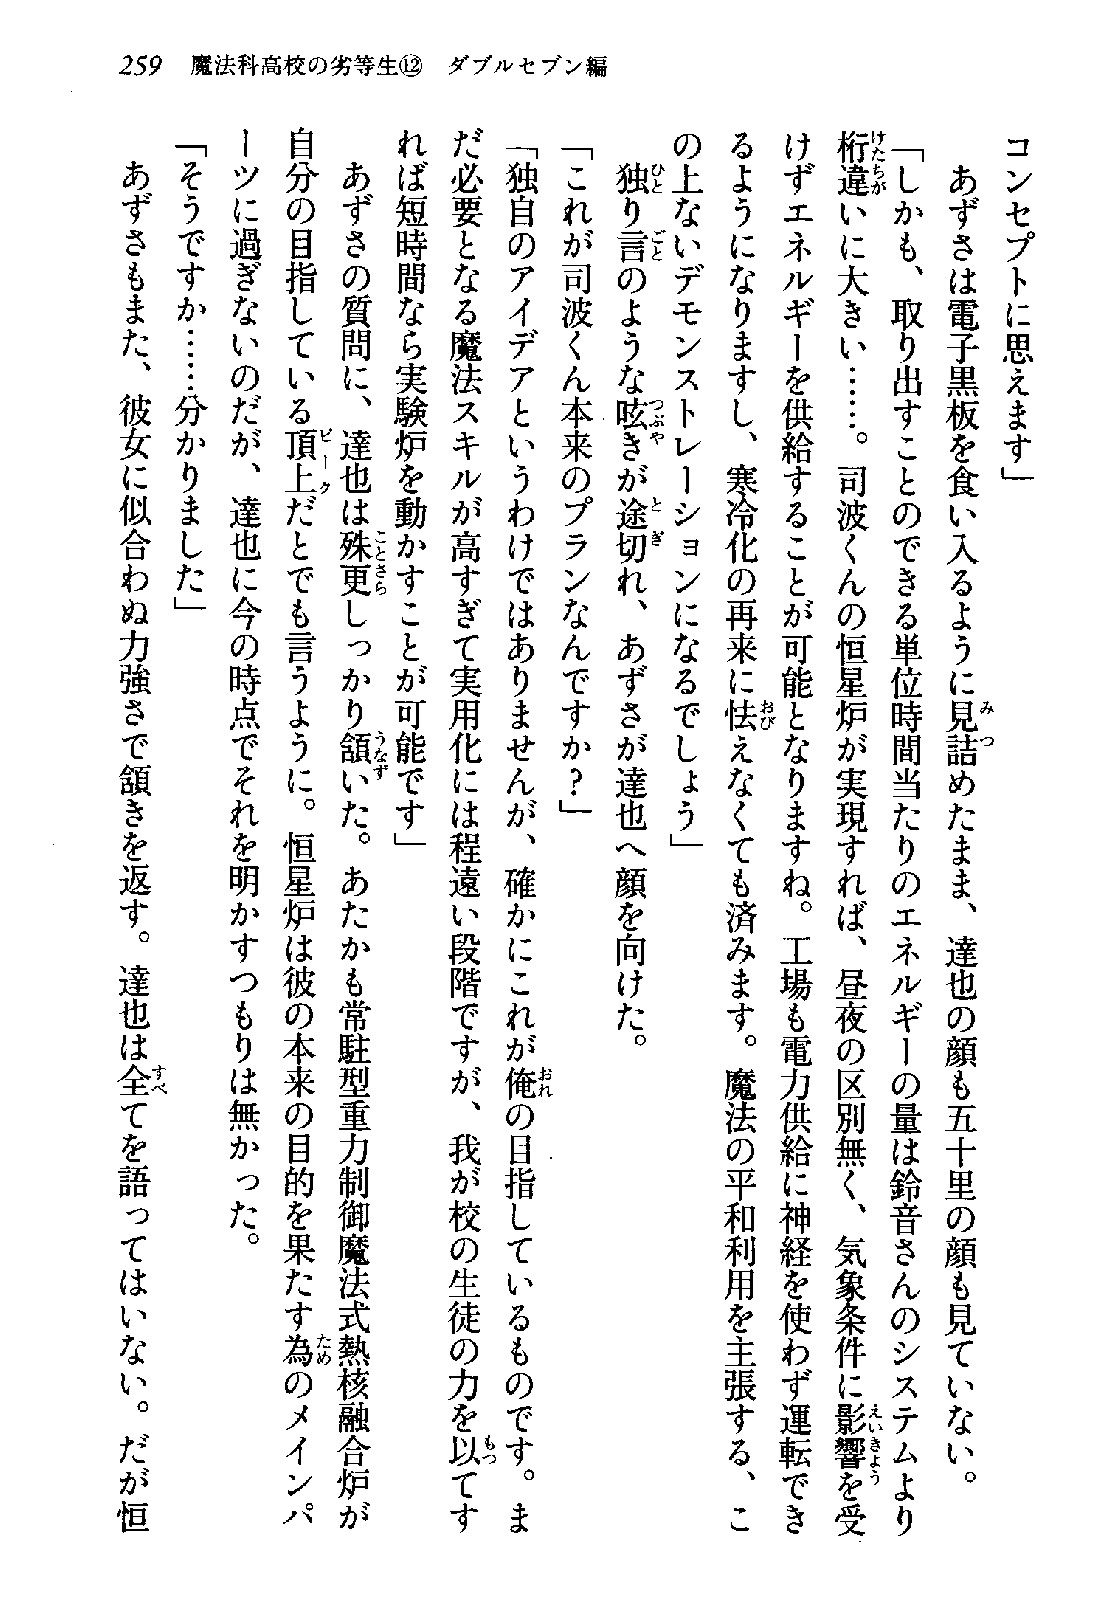 259　魔法科高校の劣等生⑫　ダブルセブン編
コンセプトに思えます」
　あずさは電子黒板を食い入るように見詰めたまま、達也の顔も五十里の顔も見ていない。
「しかも、取り出すことのできる単位時間当たりのエネルギーの量は鈴音さんのシステムより
桁違いに大きい……。司波くんの恒星炉が実現すれば、昼夜の区別無く、気象条件に影響を受
けずエネルギーを供給することが可能となりますね。工場も電力供給に神経を使わず運転でき
るようになりますし、寒冷化の再来に怯えなくても済みます。魔法の平和利用を主張する、こ
の上ないデモンストレーションになるでしょう」
　独り言のような呟きが途切れ、あずさが達也へ顔を向けた。
「これが司波くん本来のプランなんですか？」
「独自のアイデアというわけではありませんが、確かにこれが俺の目指しているものです。ま
だ必要となる魔法スキルが高すぎて実用化には程遠い段階ですが、我が校の生徒の力を以てす
れば短時間なら実験炉を動かすことが可能です」
　あずさの質問に、達也は殊更しっかり頷いた。あたかも常駐型重力制御魔法式熱核融合炉が
自分の目指している頂上だとでも言うように。恒星炉は彼の本来の目的を果たす為のメインパ
ーツに過ぎないのだが、達也に今の時点でそれを明かすつもりは無かった。
「そうですか……分かりました」
　あずさもまた、彼女に似合わぬ力強さで頷きを返す。達也は全てを語ってはいない。だが恒